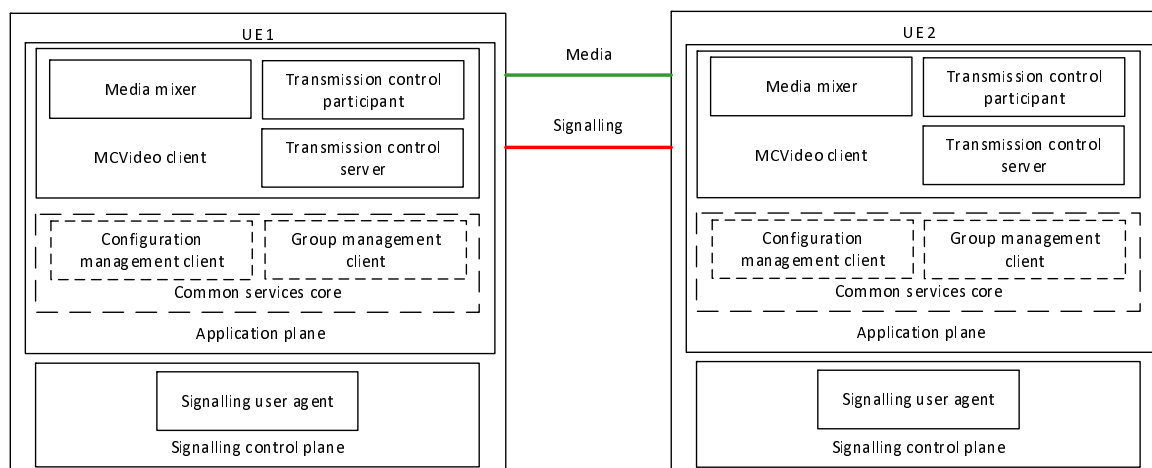 UE1
Media mixer
Transmission control
participant
MCVideo client
Transmission control
server
Configuration
management client
Group management
client
Common services core
Application plane
Signalling user agent
Signalling control plane
Media
Signalling
UE2
Media mixer
Transmission control
participant
MCVideo client
Transmission control
server
Configuration
management client
Group management
client
Common services core
Application plane
Signalling user agent
Signalling control plane